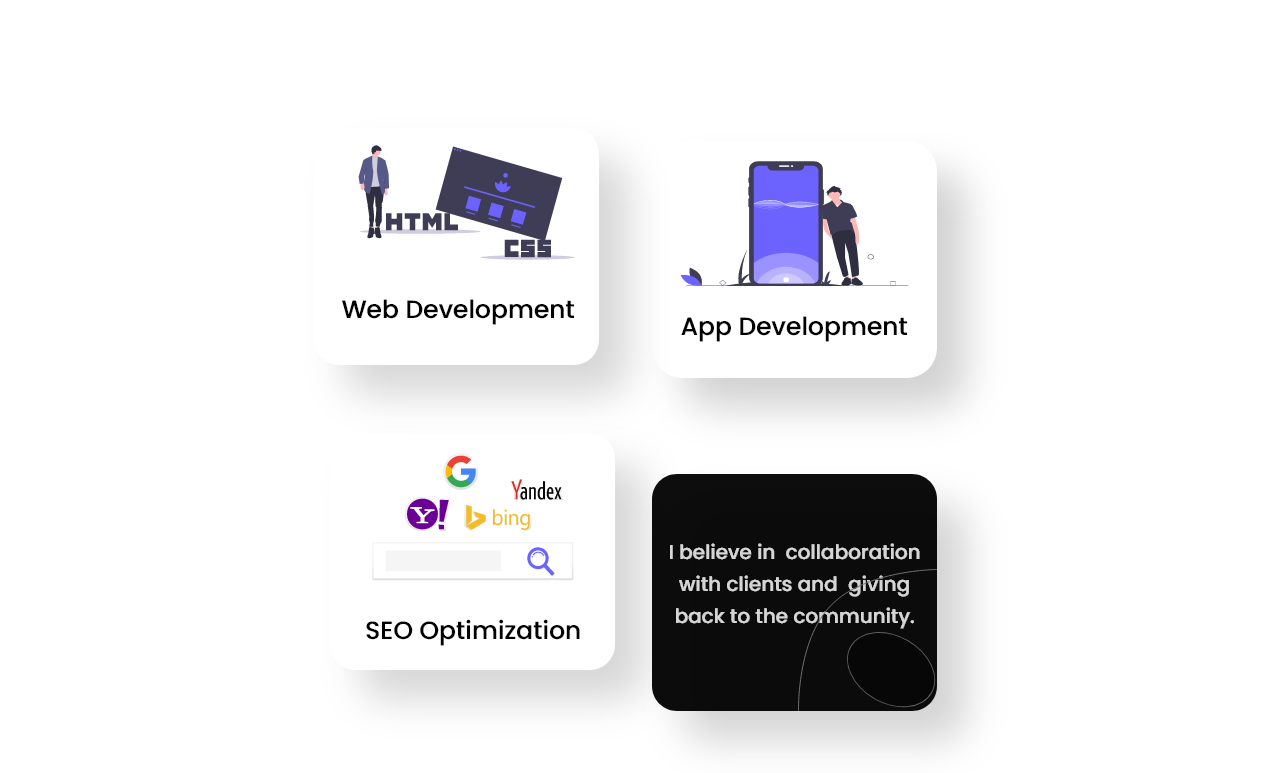 HTML
CSS
Web Development
App Development
G
Yandex
Y!
bing
SEO Optimization
I believe in collaboration
with clients and giving
back to the community.